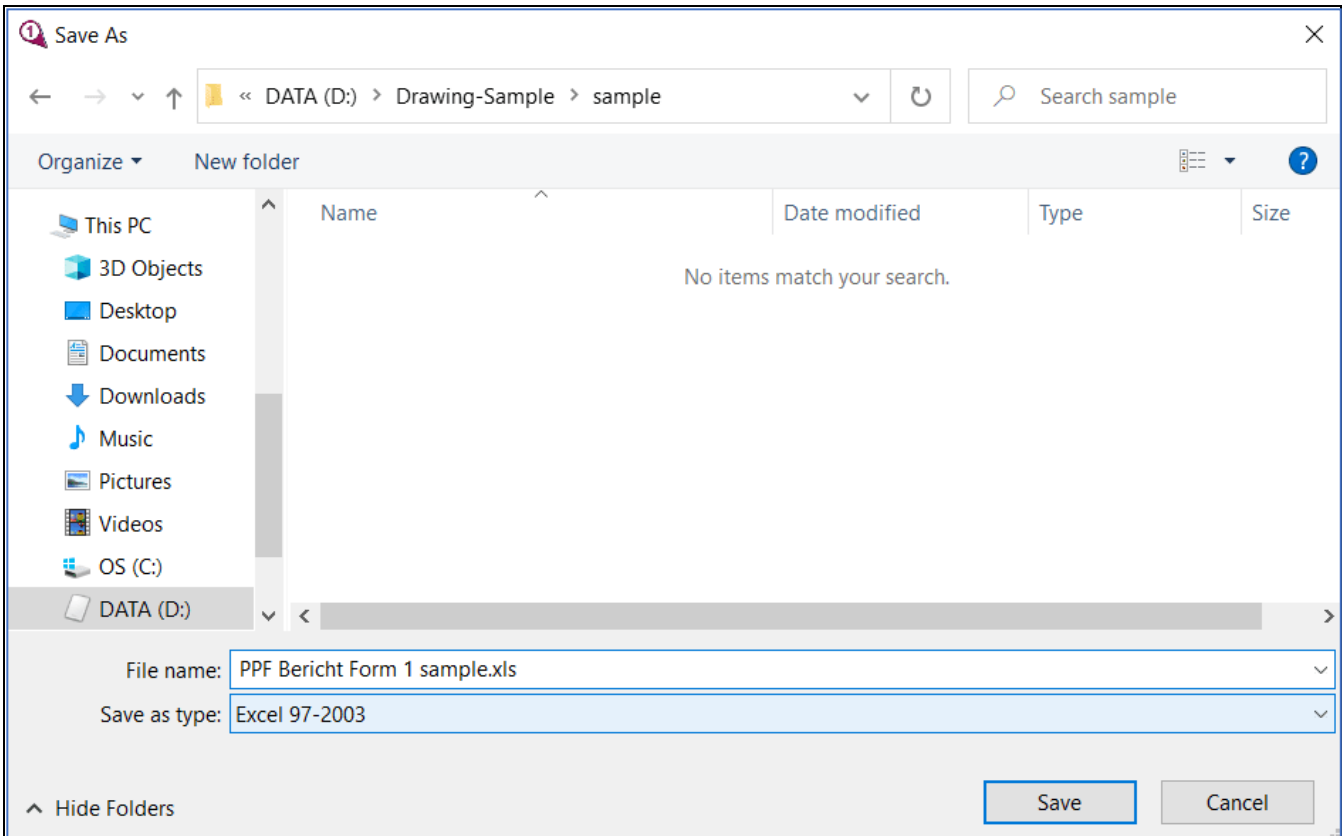 Save As
« DATA (D:) > Drawing-Sample > sample
Search sample
Organize
New folder
?
Name
Date modified
Type
Size
No items match your search.
This PC
3D Objects
Desktop
Documents
Downloads
Music
Pictures
Videos
OS (C:)
DATA (D:)
File name: PPF Bericht Form 1 sample.xls
Save as type: Excel 97-2003
Hide Folders
Save
Cancel